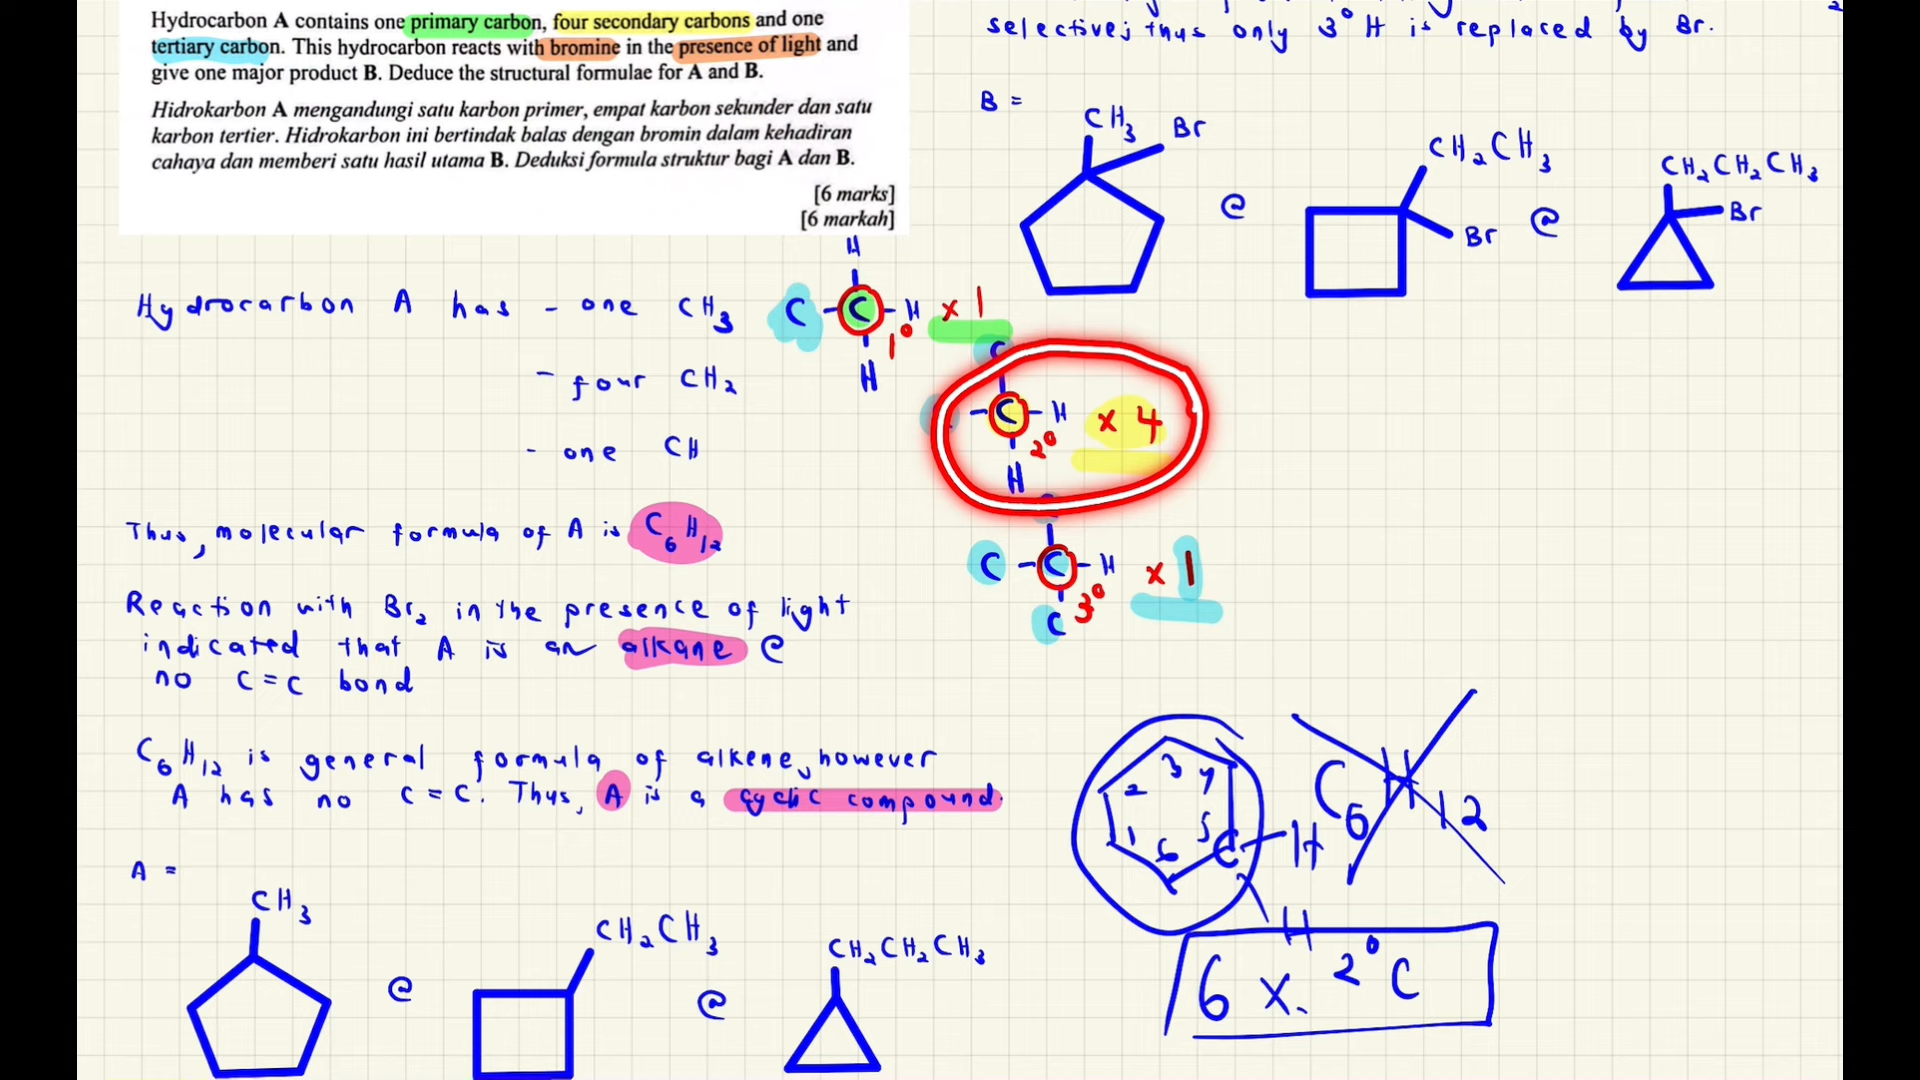 Hydrocarbon A contains one primary carbon, four secondary carbons and one
tertiary carbon. This hydrocarbon reacts with bromine in the presence of light and
give one major product B. Deduce the structural formulae for A and B.
Hidrokarbon A mengandungi satu karbon primer, empat karbon sekunder dan satu
karbon tertier. Hidrokarbon ini bertindak balas dengan bromin dalam kehadiran
cahaya dan memberi satu hasil utama B. Deduksi formula struktur bagi A dan B.
[6 marks]
[6 markah]
selective; thus only 3° H is replaced by Br.
B =
CH3 Br
@
CH2CH3
Br
@
CH2CH2CH3
Br
Hydrocarbon A has - one CH3
- four CH2
- one CH
H
C - C - H x 1
1°
H
C
- C - H x 4
2°
H
C - C - H x 1
3°
C
Thus, molecular formula of A is C6H12
Reaction with Br2 in the presence of light
indicated that A is an alkane @
no C=C bond
C6H12 is general formula of alkene, however
A has no C=C. Thus, A is a cyclic compound.
A =
CH3
@
CH2CH3
@
CH2CH2CH3
1 2 3 4 5 6
C H
H
C6H12
6 x 2° C